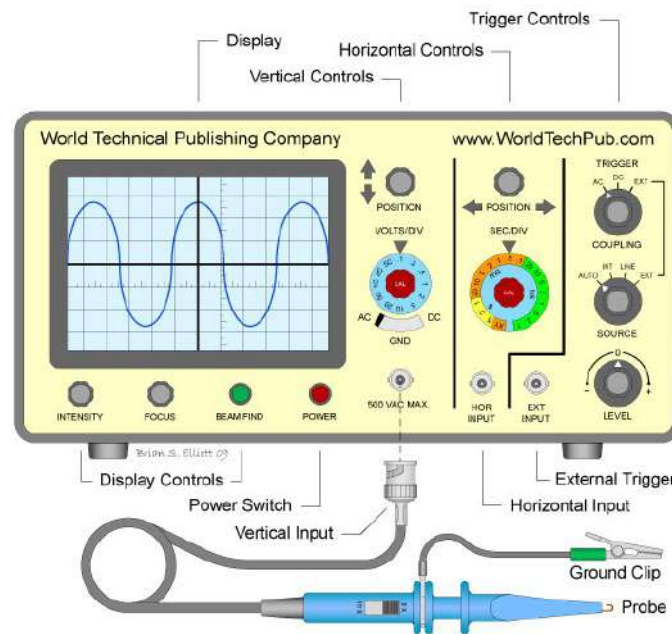 Trigger Controls
Display
Horizontal Controls
Vertical Controls
World Technical Publishing Company
www.WorldTechPub.com
TRIGGER
AC
DC
EXT
POSITION
POSITION
COUPLING
VOLTS/DIV
SEC/DIV
AUTO
INT
LINE
EXT
CAL
AC
DC
GND
SOURCE
0
-
+
INTENSITY
FOCUS
BEAM FIND
POWER
500 VAC MAX.
HOR
INPUT
EXT
INPUT
LEVEL
Brian S. Elliott 09
Display Controls
External Trigger
Power Switch
Horizontal Input
Vertical Input
Ground Clip
Probe